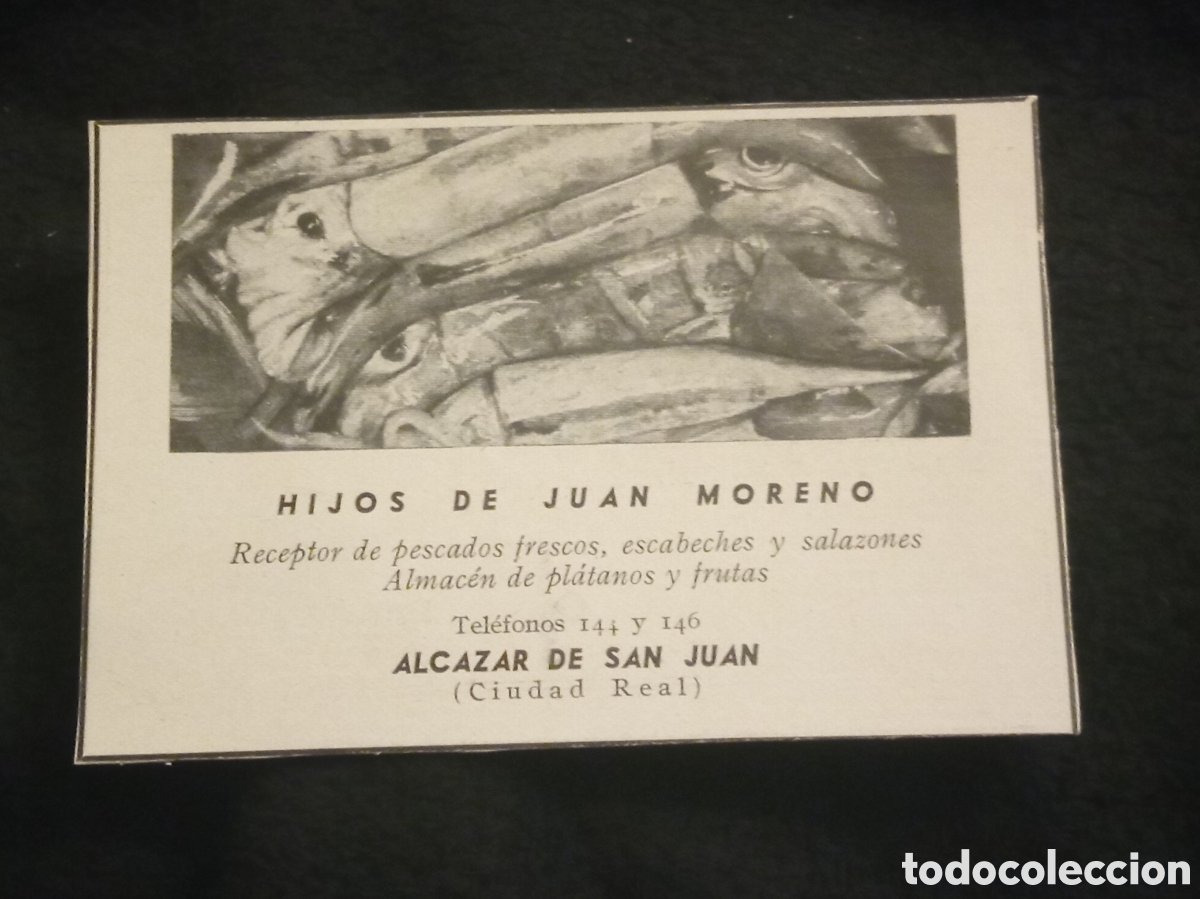 HIJOS DE JUAN MORENO
Receptor de pescados frescos, escabeches y salazones
Almacén de plátanos y frutas
Teléfonos 144 y 146
ALCAZAR DE SAN JUAN
(Ciudad Real)
todocoleccion